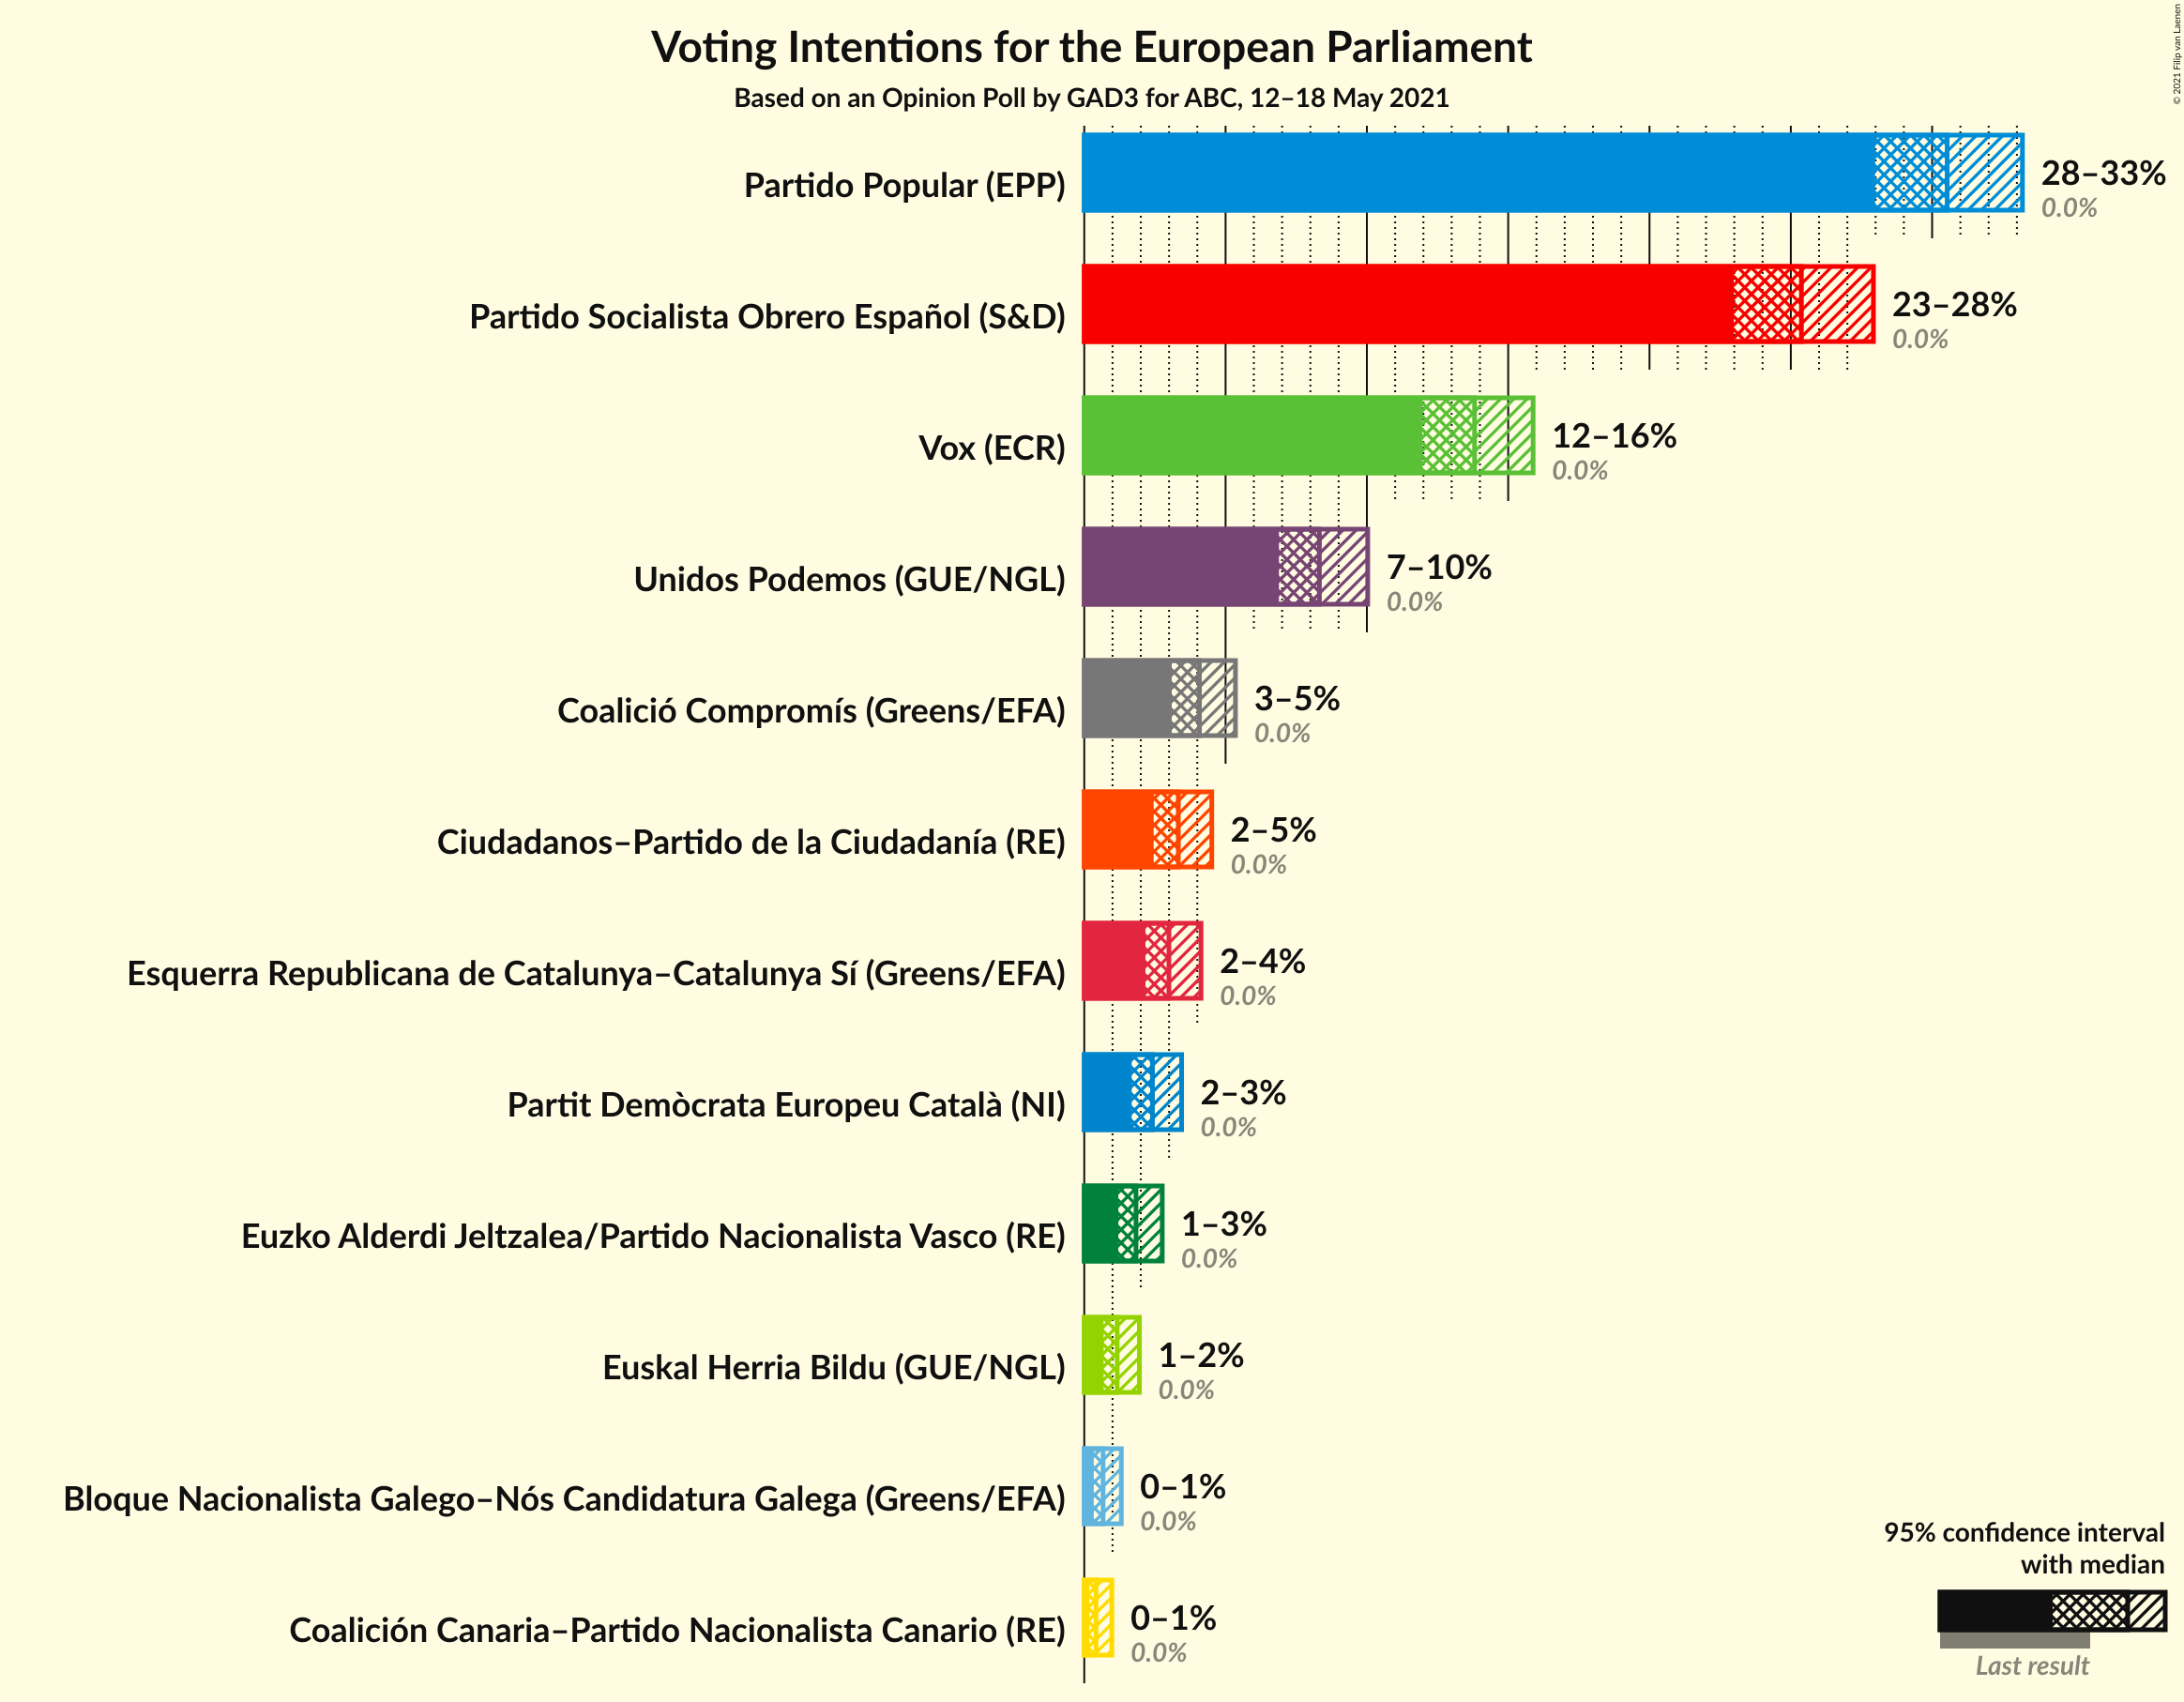 Voting Intentions for the European Parliament
Based on an Opinion Poll by GAD3 for ABC, 12–18 May 2021
© 2021 Filip van Laenen
Partido Popular (EPP)
28–33%
0.0%
Partido Socialista Obrero Español (S&D)
23–28%
0.0%
Vox (ECR)
12–16%
0.0%
Unidos Podemos (GUE/NGL)
7–10%
0.0%
Coalició Compromís (Greens/EFA)
3–5%
0.0%
Ciudadanos–Partido de la Ciudadanía (RE)
2–5%
0.0%
Esquerra Republicana de Catalunya–Catalunya Sí (Greens/EFA)
2–4%
0.0%
Partit Demòcrata Europeu Català (NI)
2–3%
0.0%
Euzko Alderdi Jeltzalea/Partido Nacionalista Vasco (RE)
1–3%
0.0%
Euskal Herria Bildu (GUE/NGL)
1–2%
0.0%
Bloque Nacionalista Galego–Nós Candidatura Galega (Greens/EFA)
0–1%
0.0%
Coalición Canaria–Partido Nacionalista Canario (RE)
0–1%
0.0%
95% confidence interval
with median
Last result